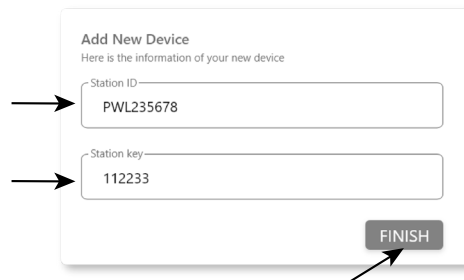 Add New Device
Here is the information of your new device
Station ID
PWL235678
Station key
112233
FINISH